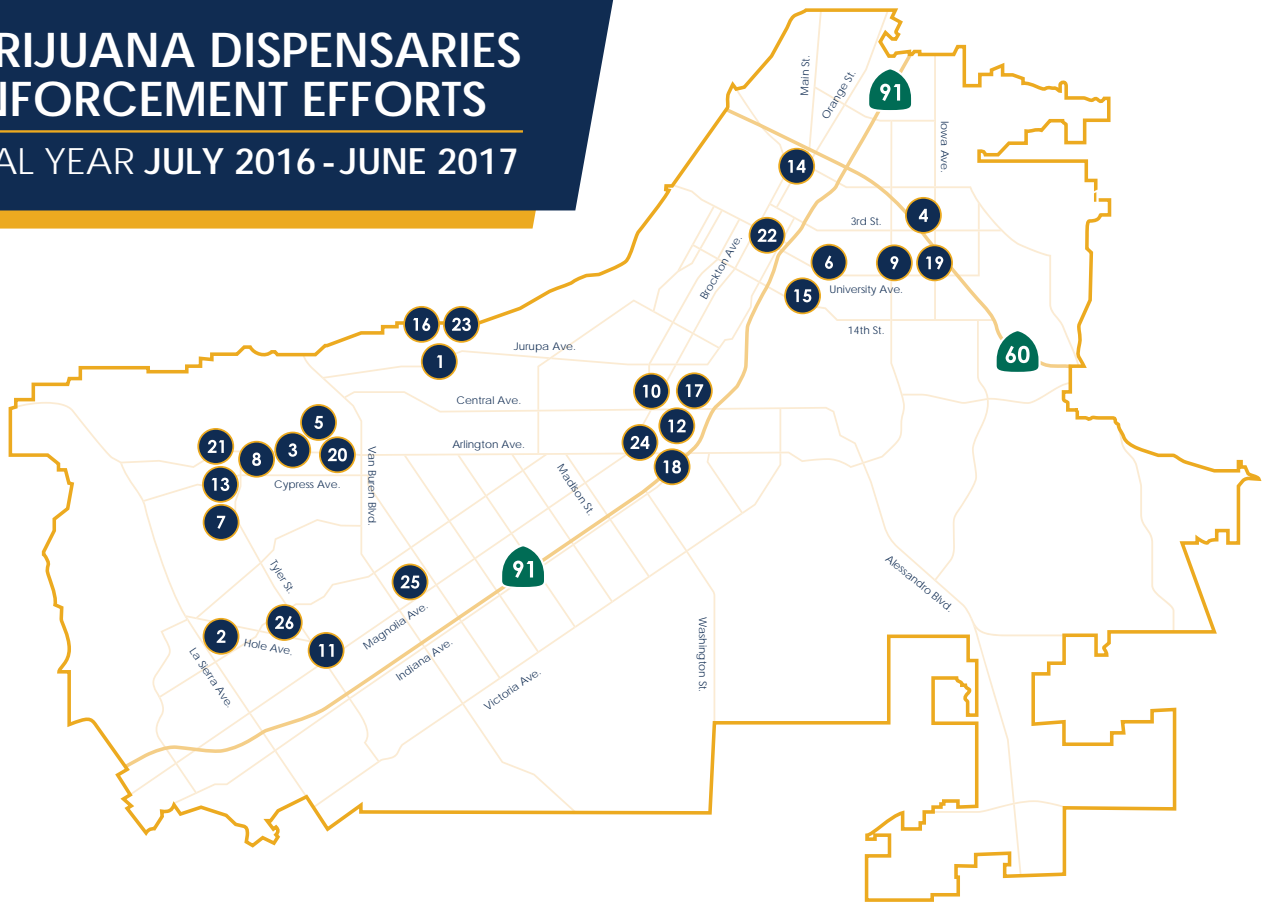 RIJUANA DISPENSARIES
NFORCEMENT EFFORTS
AL YEAR JULY 2016 - JUNE 2017
Main St.
Orange St.
91
Iowa Ave.
14
4
3rd St.
22
Brockton Ave.
6
9
19
University Ave.
15
14th St.
60
16
23
1
Jurupa Ave.
10
17
Central Ave.
12
24
18
Arlington Ave.
5
21
8
3
20
13
Cypress Ave.
7
Van Buren Blvd.
Madison St.
91
25
Tyler St.
Alessandro Blvd.
26
2
Hole Ave.
11
Magnolia Ave.
Indiana Ave.
La Sierra Ave.
Victoria Ave.
Washington St.